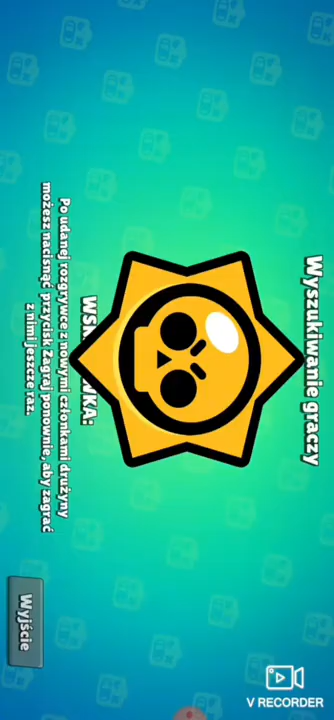 Wyszukiwanie graczy
Po udanej rozgrywce z nowymi członkami drużyny
możesz nacisnąć przycisk Zagraj ponownie, aby zagrać
z nimi jeszcze raz.
Wyjście
V RECORDER